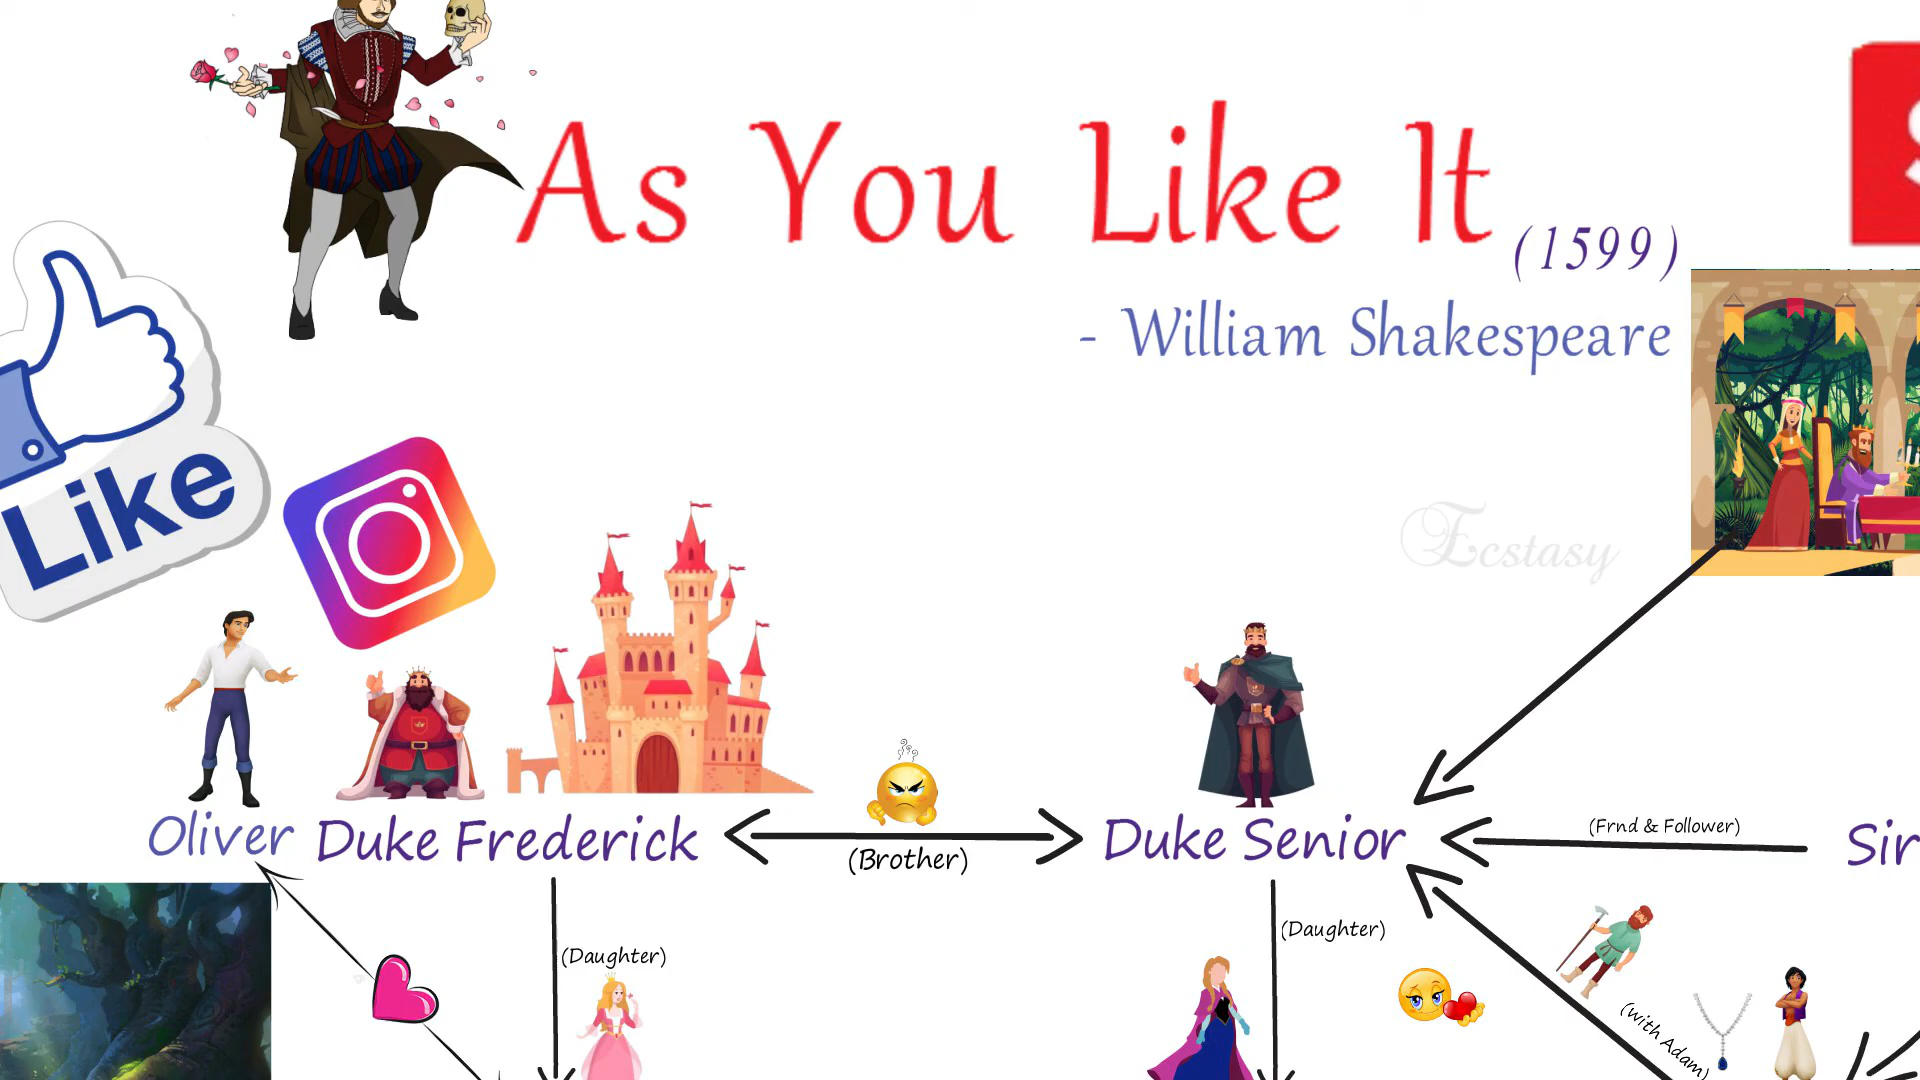 As You Like It
(1599)
- William Shakespeare
Like
Ecstasy
Oliver
Duke Frederick
(Brother)
Duke Senior
(Frnd & Follower)
Sir
(Daughter)
(Daughter)
(with Adam)